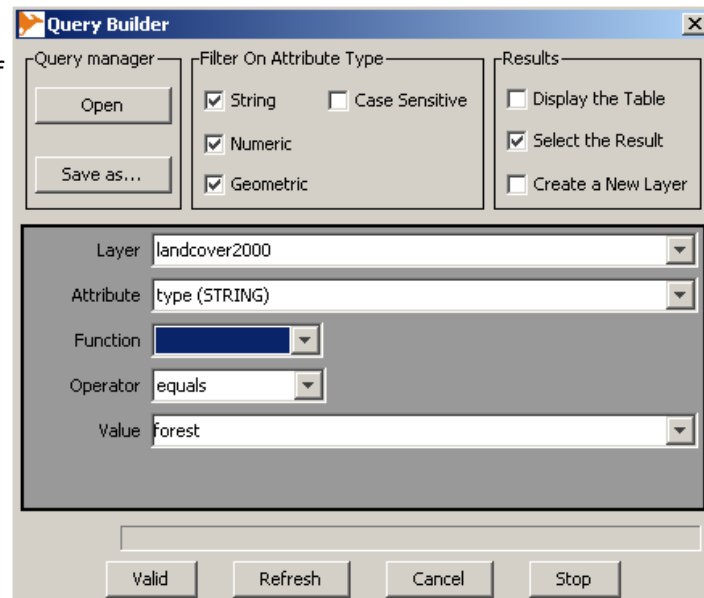 Query Builder
Query manager
Open
Save as...
Filter On Attribute Type
String
Case Sensitive
Numeric
Geometric
Results
Display the Table
Select the Result
Create a New Layer
Layer landcover2000
Attribute type (STRING)
Function
Operator equals
Value forest
Valid Refresh Cancel Stop